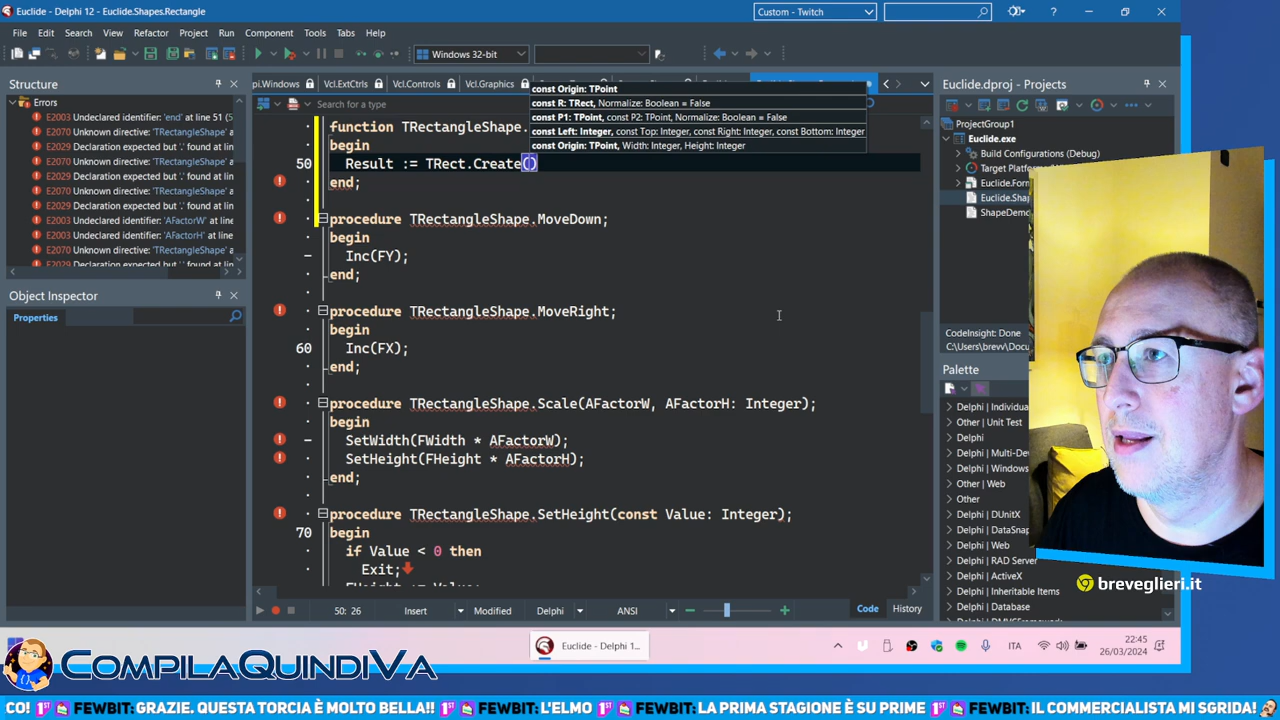 Euclide - Delphi 12 - Euclide.Shapes.Rectangle
Custom - Twitch
File Edit Search View Refactor Project Run Component Tools Tabs Help
Windows 32-bit
Structure
Errors
E2003 Undeclared identifier: 'end' at line 51 (5
E2070 Unknown directive: 'TRectangleShape'
E2029 Declaration expected but '.' found at line
E2070 Unknown directive: 'TRectangleShape'
E2029 Declaration expected but '.' found at line
E2003 Undeclared identifier: 'AFactorW' at line
E2003 Undeclared identifier: 'AFactorH' at line
E2070 Unknown directive: 'TRectangleShape'
E2029 Declaration expected but '.' found at line
Object Inspector
Properties
pi.Windows Vcl.ExtCtrls Vcl.Controls Vcl.Graphics
Search for a type
const Origin: TPoint
const R: TRect, Normalize: Boolean = False
const P1: TPoint, const P2: TPoint, Normalize: Boolean = False
const Left: Integer, const Top: Integer, const Right: Integer, const Bottom: Integer
const Origin: TPoint, Width: Integer, Height: Integer
function TRectangleShape.
begin
50 Result := TRect.Create()
end;
procedure TRectangleShape.MoveDown;
begin
Inc(FY);
end;
procedure TRectangleShape.MoveRight;
begin
60 Inc(FX);
end;
procedure TRectangleShape.Scale(AFactorW, AFactorH: Integer);
begin
SetWidth(FWidth * AFactorW);
SetHeight(FHeight * AFactorH);
end;
procedure TRectangleShape.SetHeight(const Value: Integer);
70 begin
if Value < 0 then
Exit;
FHeight := Value;
50: 26 Insert Modified Delphi ANSI Code History
Euclide.dproj - Projects
ProjectGroup1
Euclide.exe
Build Configurations (Debug
Target Platform
Euclide.Form
Euclide.Shap
ShapeDemo
CodeInsight: Done
C:\Users\brevv\Docu
Palette
Delphi | Individua
Other | Unit Test
Delphi
Delphi | Multi-Dev
Delphi | Windows
Other | Web
Other
Delphi | DUnitX
Delphi | DataSnap
Delphi | Web
Delphi | RAD Server
Delphi | ActiveX
Delphi | Inheritable Items
Delphi | Database
breveglieri.it
Euclide - Delphi 1...
ITA
22:45
26/03/2024
COMPILAQUINDIVA
CO! 1ST FEWBIT: GRAZIE. QUESTA TORCIA È MOLTO BELLA!! 1ST FEWBIT: L'ELMO 1ST FEWBIT: LA PRIMA STAGIONE È SU PRIME 1ST FEWBIT: IL COMMERCIALISTA MI SGRIDA!